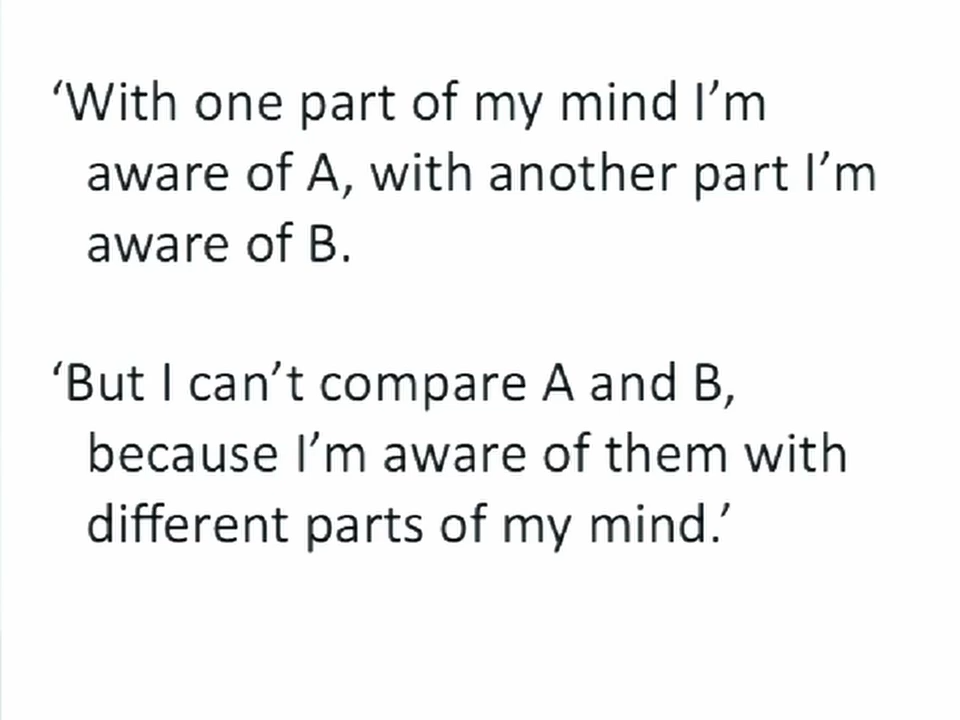 ‘With one part of my mind I’m
aware of A, with another part I’m
aware of B.
‘But I can’t compare A and B,
because I’m aware of them with
different parts of my mind.’